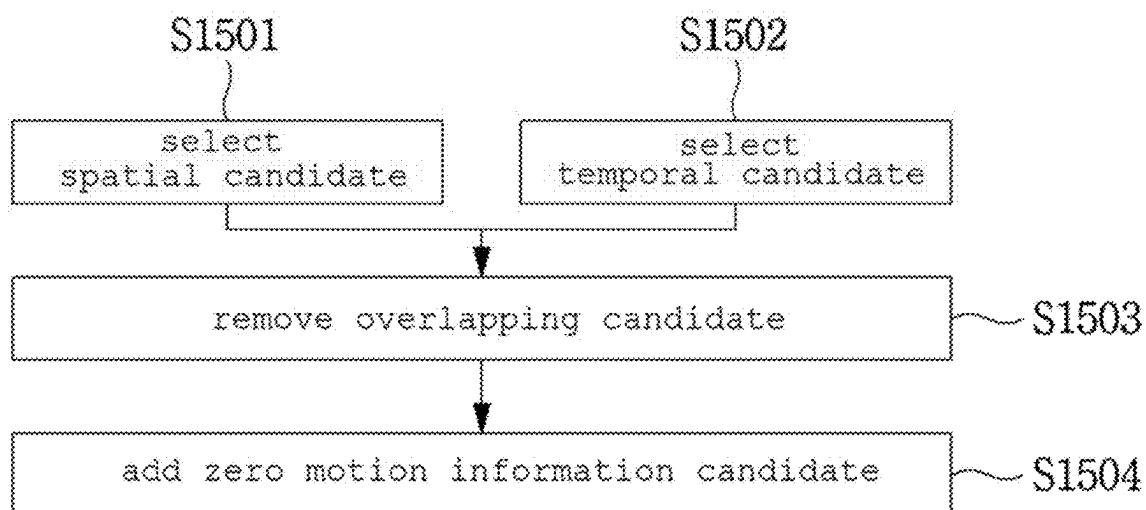 S1501
S1502
select
spatial candidate
select
temporal candidate
remove overlapping candidate
S1503
add zero motion information candidate
S1504